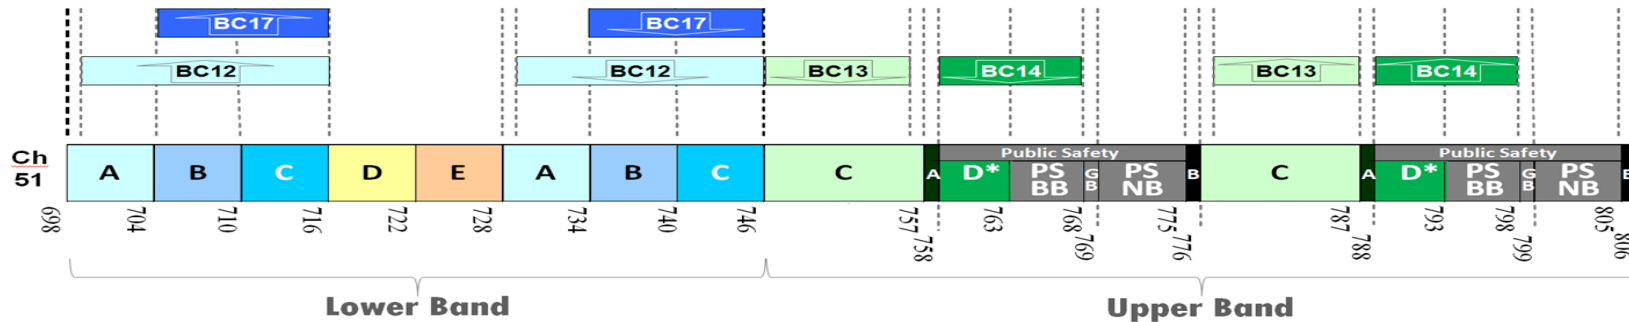 BC17 BC17
BC12 BC12 BC13 BC14 BC13 BC14
Public Safety Public Safety
Ch
51
A B C D E A B C C A D* PS BB GB PS NB B C A D* PS BB GB PS NB B
698 704 710 716 722 728 734 740 746 757 758 763 768 769 775 776 787 788 793 798 799 805 806
Lower Band Upper Band